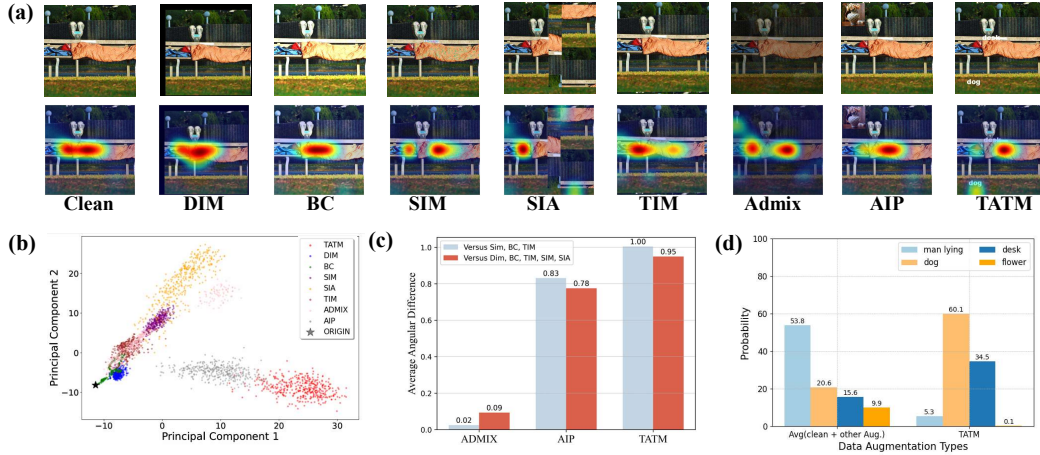 (a)
dog
dog
Clean
DIM
BC
SIM
SIA
TIM
Admix
AIP
TATM
(b)
Principal Component 2
20
10
0
−10
−10
0
10
20
30
Principal Component 1
TATM
DIM
BC
SIM
SIA
TIM
ADMIX
AIP
ORIGIN
(c)
Average Angular Difference
1.0
0.8
0.6
0.4
0.2
0.0
Versus Sim, BC, TIM
Versus Dim, BC, TIM, SIM, SIA
0.02
0.09
0.83
0.78
1.00
0.95
ADMIX
AIP
TATM
(d)
Probability
100
80
60
40
20
0
man lying
dog
desk
flower
53.8
20.6
15.6
9.9
5.3
60.1
34.5
0.1
Avg(clean + other Aug.)
TATM
Data Augmentation Types